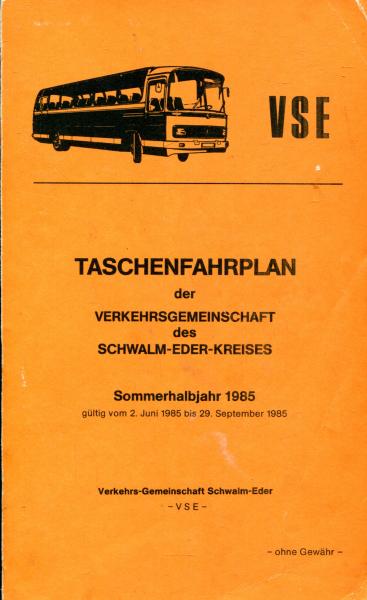 VSE
TASCHENFAHRPLAN
der
VERKEHRSGEMEINSCHAFT
des
SCHWALM-EDER-KREISES
Sommerhalbjahr 1985
gültig vom 2. Juni 1985 bis 29. September 1985
Verkehrs-Gemeinschaft Schwalm-Eder
– V S E –
– ohne Gewähr –